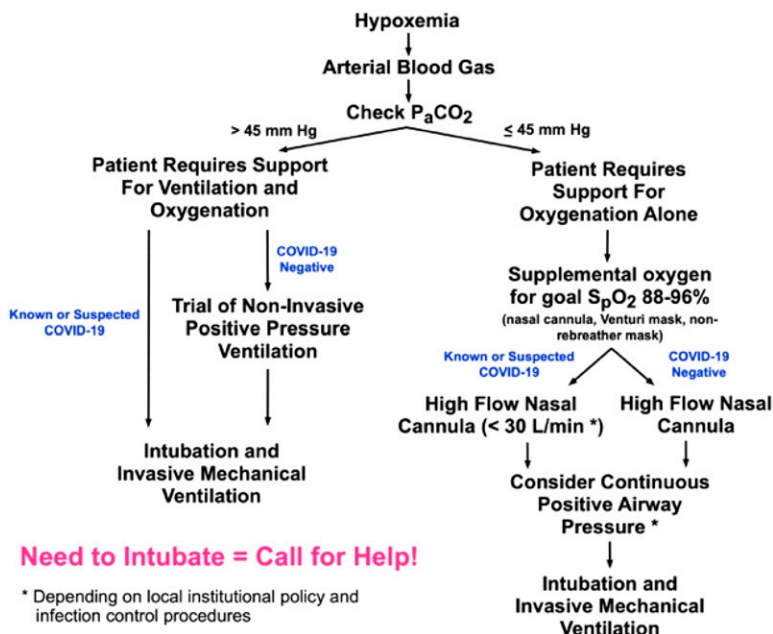 Hypoxemia
Arterial Blood Gas
Check PaCO2
> 45 mm Hg
≤ 45 mm Hg
Patient Requires Support
For Ventilation and
Oxygenation
Patient Requires
Support For
Oxygenation Alone
COVID-19
Negative
Supplemental oxygen
for goal SpO2 88-96%
(nasal cannula, Venturi mask, non-
rebreather mask)
Known or Suspected
COVID-19
Trial of Non-Invasive
Positive Pressure
Ventilation
Known or Suspected
COVID-19
COVID-19
Negative
High Flow Nasal
Cannula (< 30 L/min *)
High Flow Nasal
Cannula
Intubation and
Invasive Mechanical
Ventilation
Consider Continuous
Positive Airway
Pressure *
Need to Intubate = Call for Help!
Intubation and
Invasive Mechanical
Ventilation
* Depending on local institutional policy and
infection control procedures